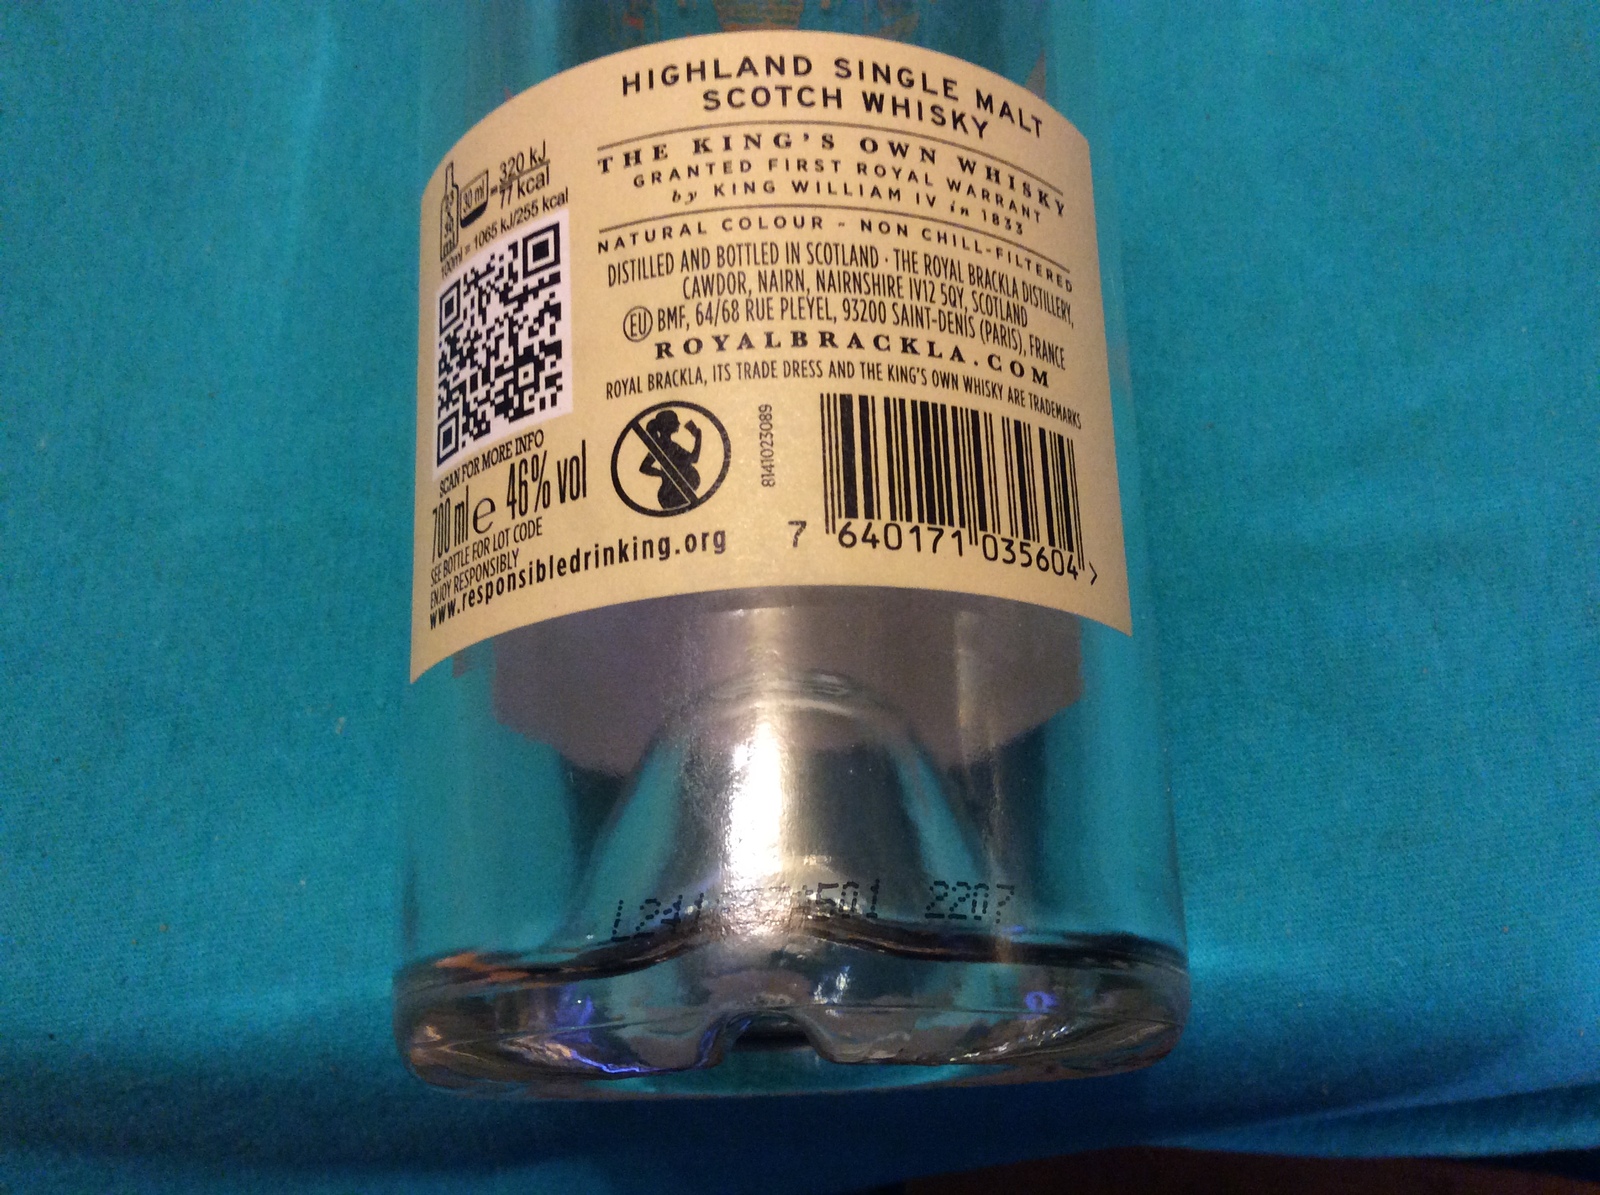 HIGHLAND SINGLE MALT
SCOTCH WHISKY
THE KING'S OWN WHISKY
GRANTED FIRST ROYAL WARRANT
by KING WILLIAM IV in 1833
NATURAL COLOUR ~ NON CHILL-FILTERED
DISTILLED AND BOTTLED IN SCOTLAND · THE ROYAL BRACKLA DISTILLERY,
CAWDOR, NAIRN, NAIRNSHIRE IV12 5QY, SCOTLAND
EU BMF, 64/68 RUE PLEYEL, 93200 SAINT-DENIS (PARIS), FRANCE
ROYALBRACKLA.COM
ROYAL BRACKLA, ITS TRADE DRESS AND THE KING'S OWN WHISKY ARE TRADEMARKS
30 ml = 320 kJ
77 kcal
100ml = 1065 kJ/255 kcal
SCAN FOR MORE INFO
700 ml e 46% vol
SEE BOTTLE FOR LOT CODE
ENJOY RESPONSIBLY
www.responsibledrinking.org
8141023089
7 640171 035604 >
2207